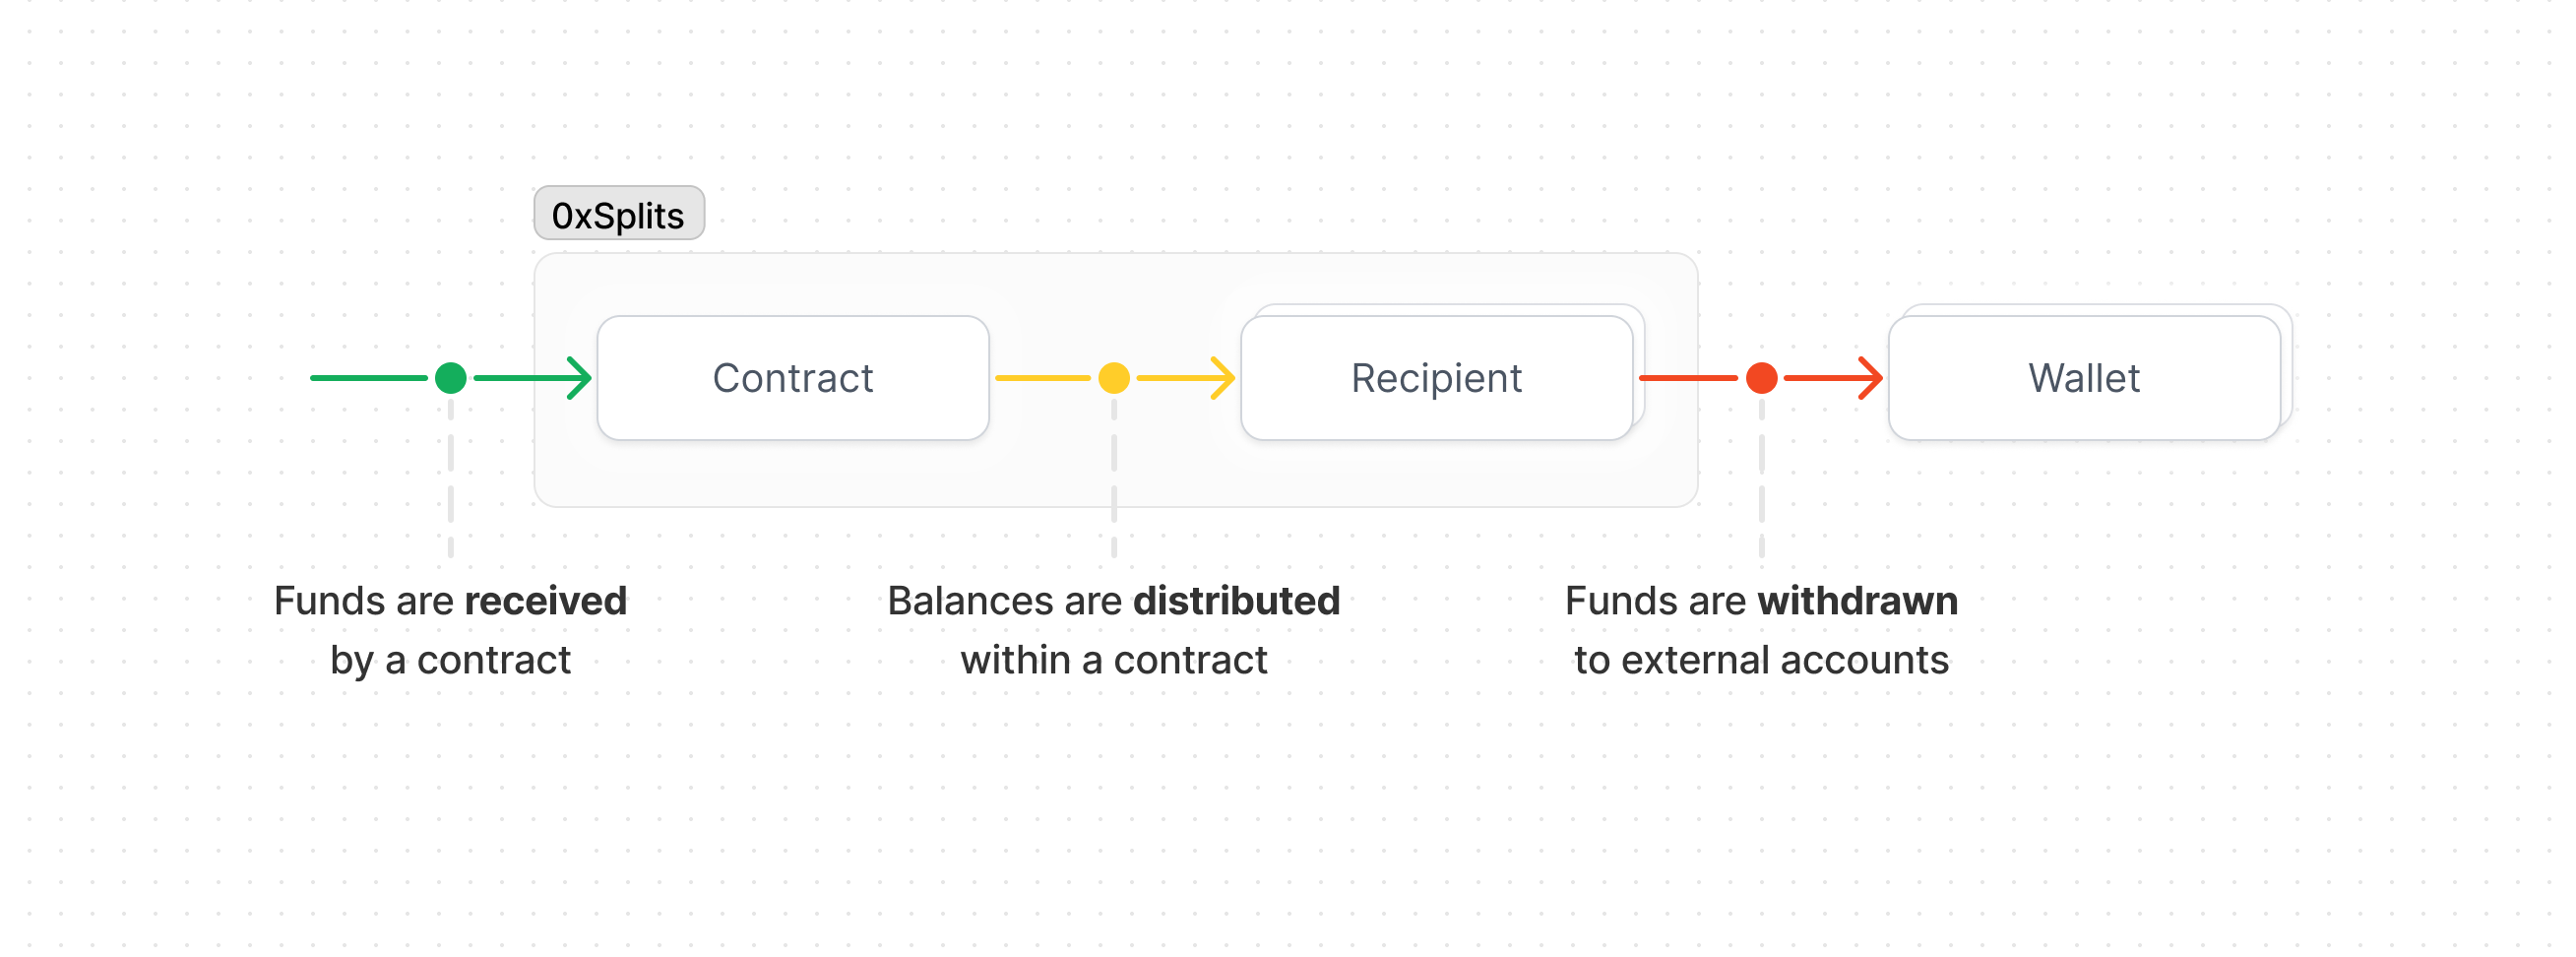 0xSplits
Contract
Recipient
Wallet
Funds are received
by a contract
Balances are distributed
within a contract
Funds are withdrawn
to external accounts